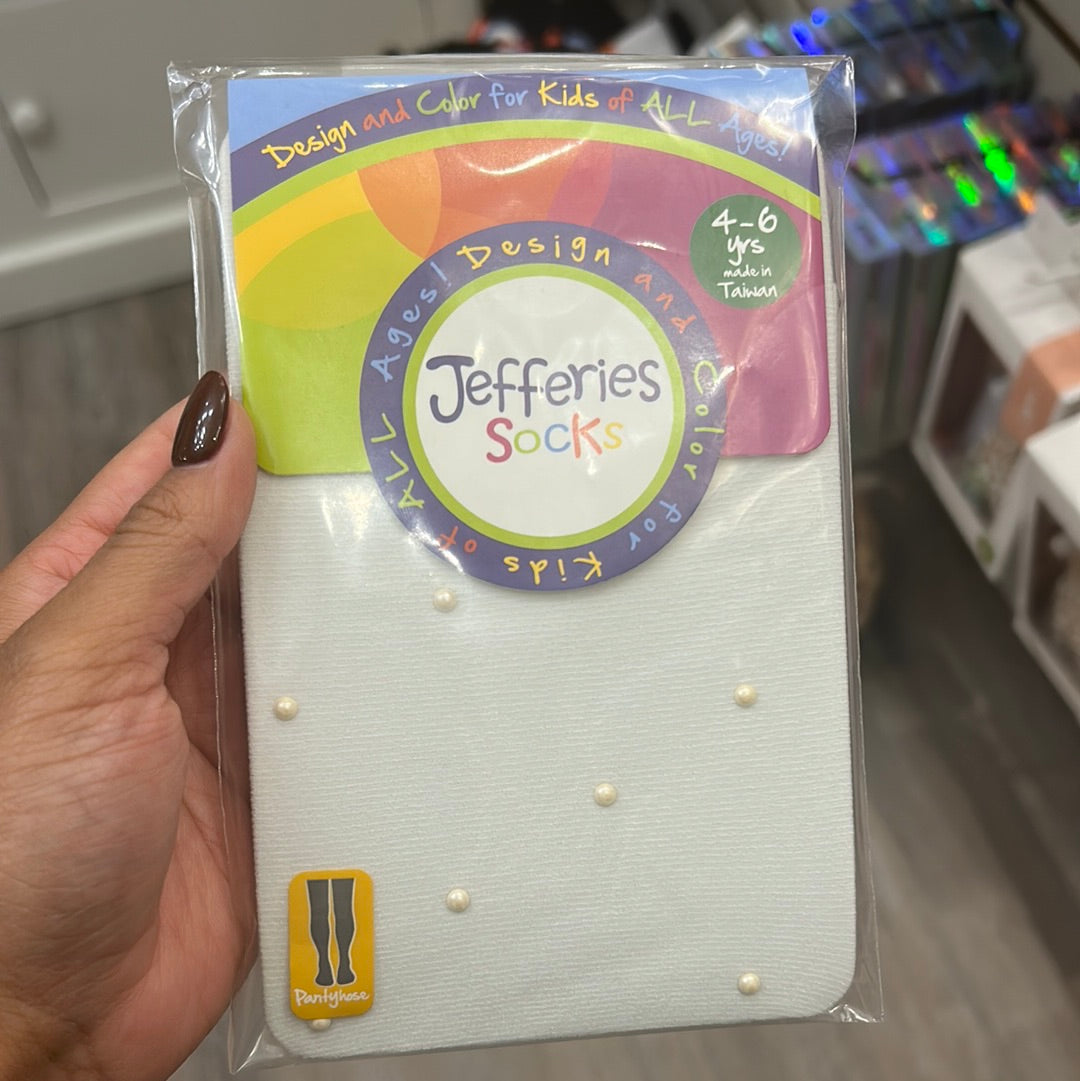 Design and Color for Kids of ALL Ages!
4-6
yrs
made in
Taiwan
Design and Color for Kids of ALL Ages!
Jefferies
Socks
Pantyhose